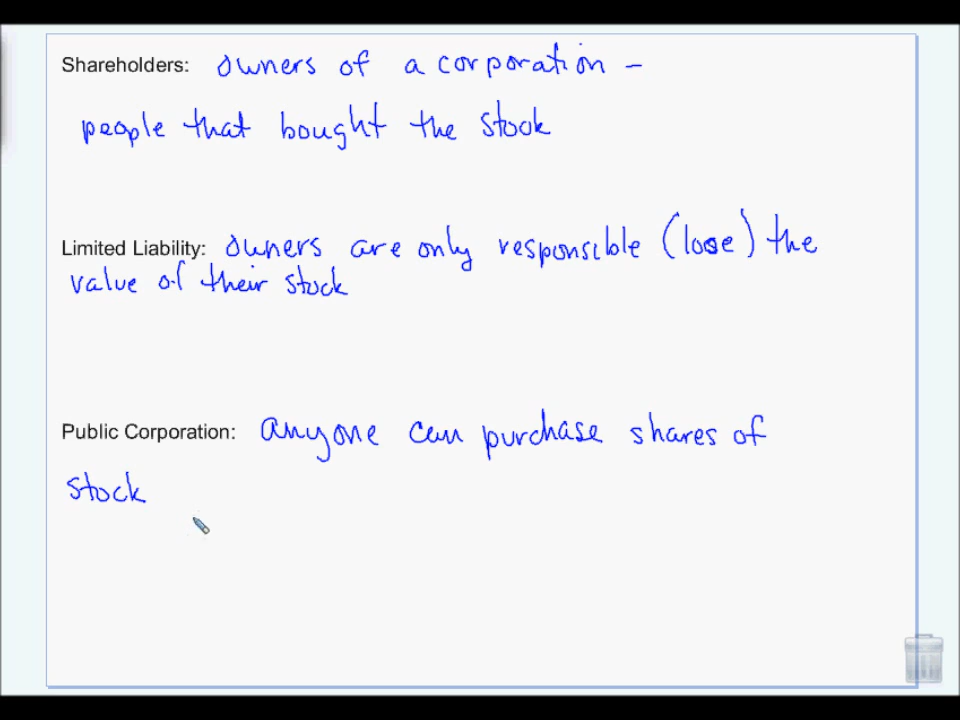 Shareholders: owners of a corporation -
people that bought the stock
Limited Liability: owners are only responsible (lose) the
value of their stock
Public Corporation: anyone can purchase shares of
stock